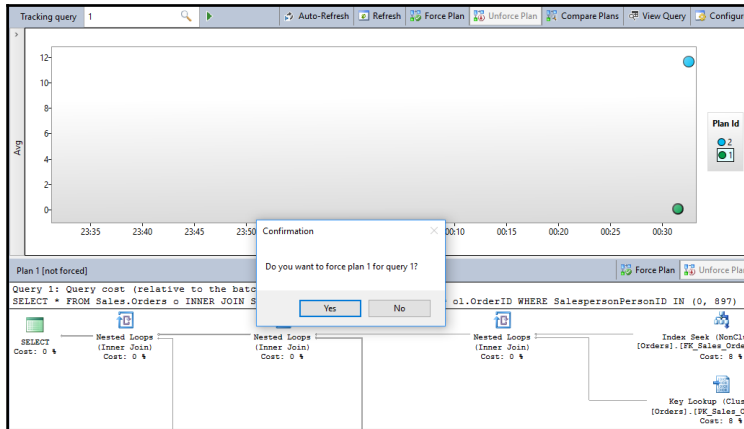 Tracking query 1 Auto-Refresh Refresh Force Plan Unforce Plan Compare Plans View Query
Avg
12
10
8
6
4
2
0
23:35 23:40 23:45 23:50 00:10 00:15 00:20 00:25 00:30
Plan Id
2
1
Confirmation
Do you want to force plan 1 for query 1?
Yes No
Plan 1 [not forced] Force Plan Unforce Plan
Query 1: Query cost (relative to the batc
SELECT * FROM Sales.Orders o INNER JOIN S ol.OrderID WHERE SalespersonPersonID IN (0, 897)
SELECT
Cost: 0 %
Nested Loops
(Inner Join)
Cost: 0 %
Nested Loops
(Inner Join)
Cost: 0 %
Nested Loops
(Inner Join)
Cost: 0 %
Index Seek (NonClu
[Orders].[FK_Sales_Orde
Cost: 8 %
Key Lookup (Clus
[Orders].[PK_Sales_O
Cost: 8 %